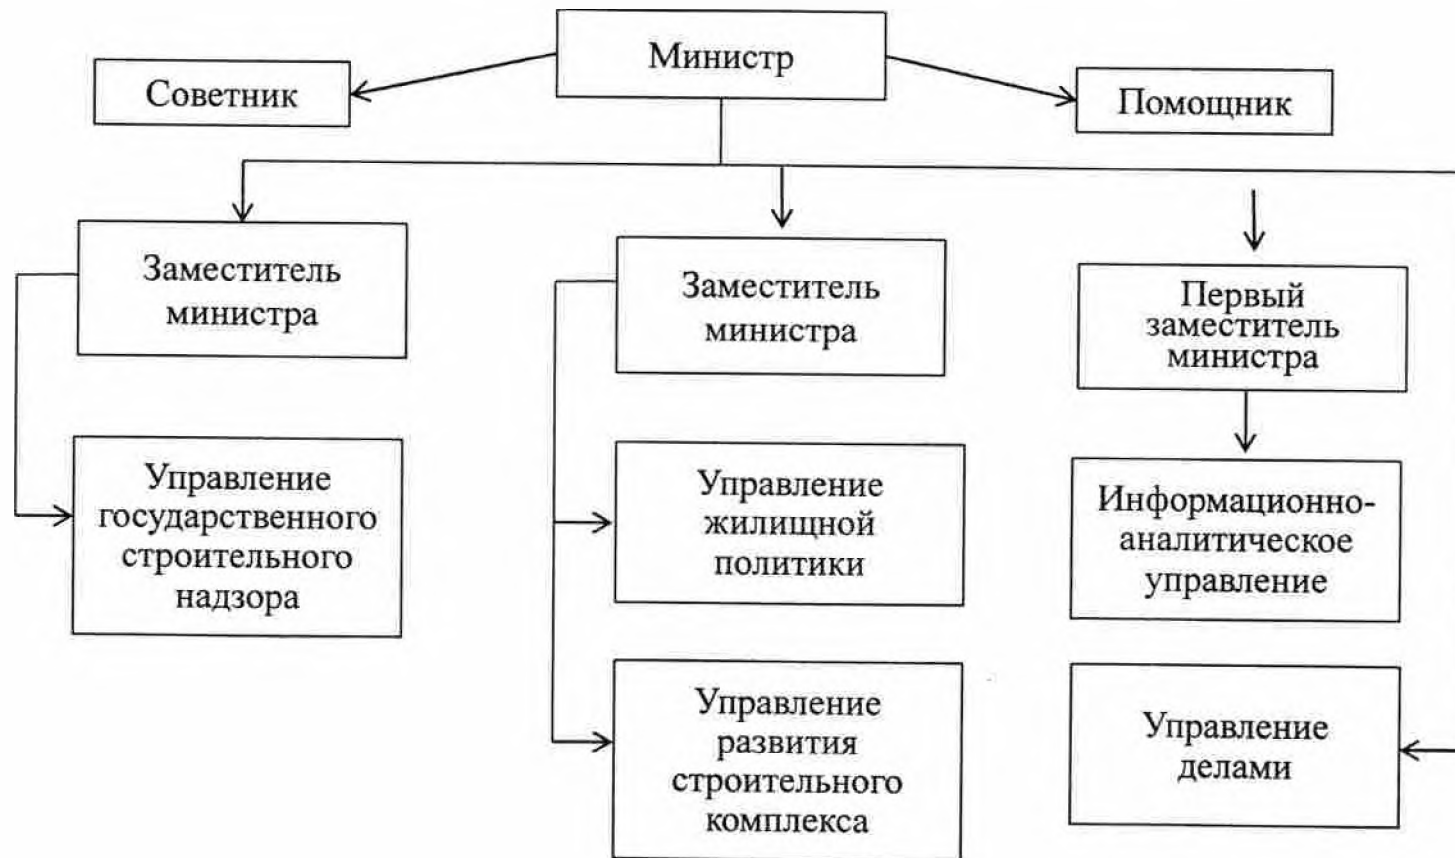 Министр
Советник
Помощник
Заместитель
министра
Заместитель
министра
Первый
заместитель
министра
Управление
государственного
строительного
надзора
Управление
жилищной
политики
Информационно-
аналитическое
управление
Управление
развития
строительного
комплекса
Управление
делами